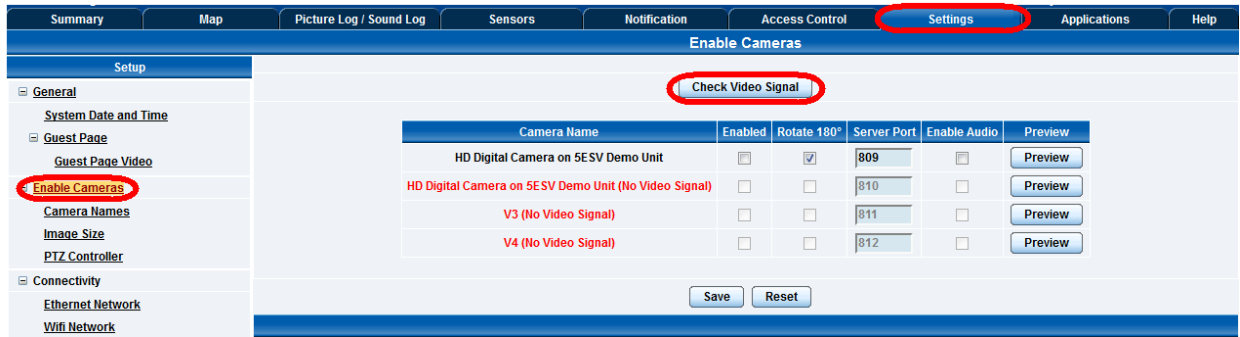 Summary Map Picture Log / Sound Log Sensors Notification Access Control Settings Applications Help
Enable Cameras
Setup
General
System Date and Time
Guest Page
Guest Page Video
Enable Cameras
Camera Names
Image Size
PTZ Controller
Connectivity
Ethernet Network
Wifi Network
Check Video Signal
Camera Name Enabled Rotate 180° Server Port Enable Audio Preview
HD Digital Camera on 5ESV Demo Unit 809 Preview
HD Digital Camera on 5ESV Demo Unit (No Video Signal) 810 Preview
V3 (No Video Signal) 811 Preview
V4 (No Video Signal) 812 Preview
Save Reset